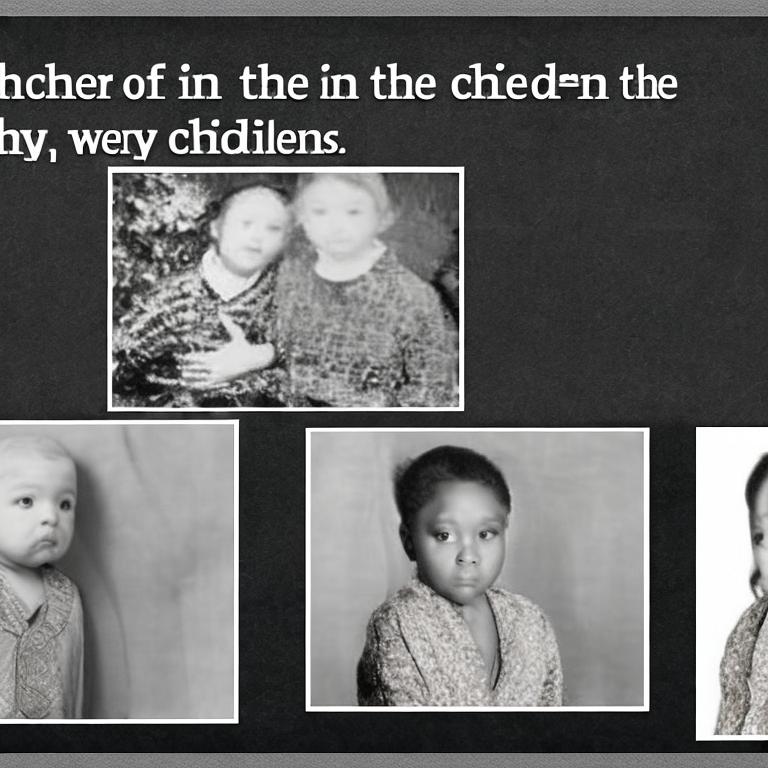 hcher of in the in the chied-n the
hy, wery chidilens.